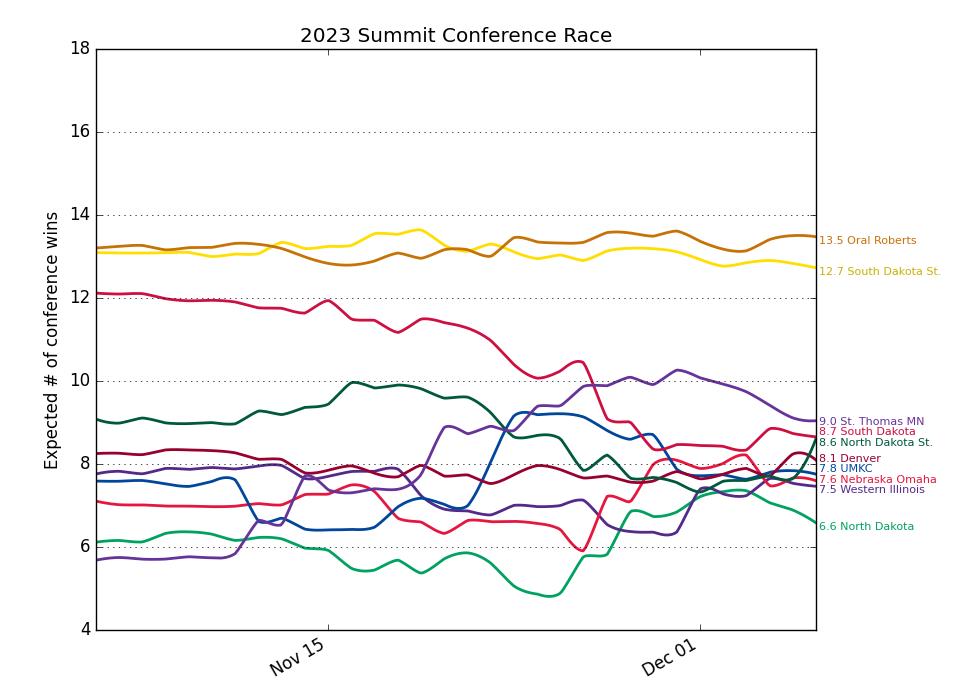 2023 Summit Conference Race
Expected # of conference wins
18
16
14
12
10
8
6
4
Nov 15
Dec 01
13.5 Oral Roberts
12.7 South Dakota St.
9.0 St. Thomas MN
8.7 South Dakota
8.6 North Dakota St.
8.1 Denver
7.8 UMKC
7.6 Nebraska Omaha
7.5 Western Illinois
6.6 North Dakota